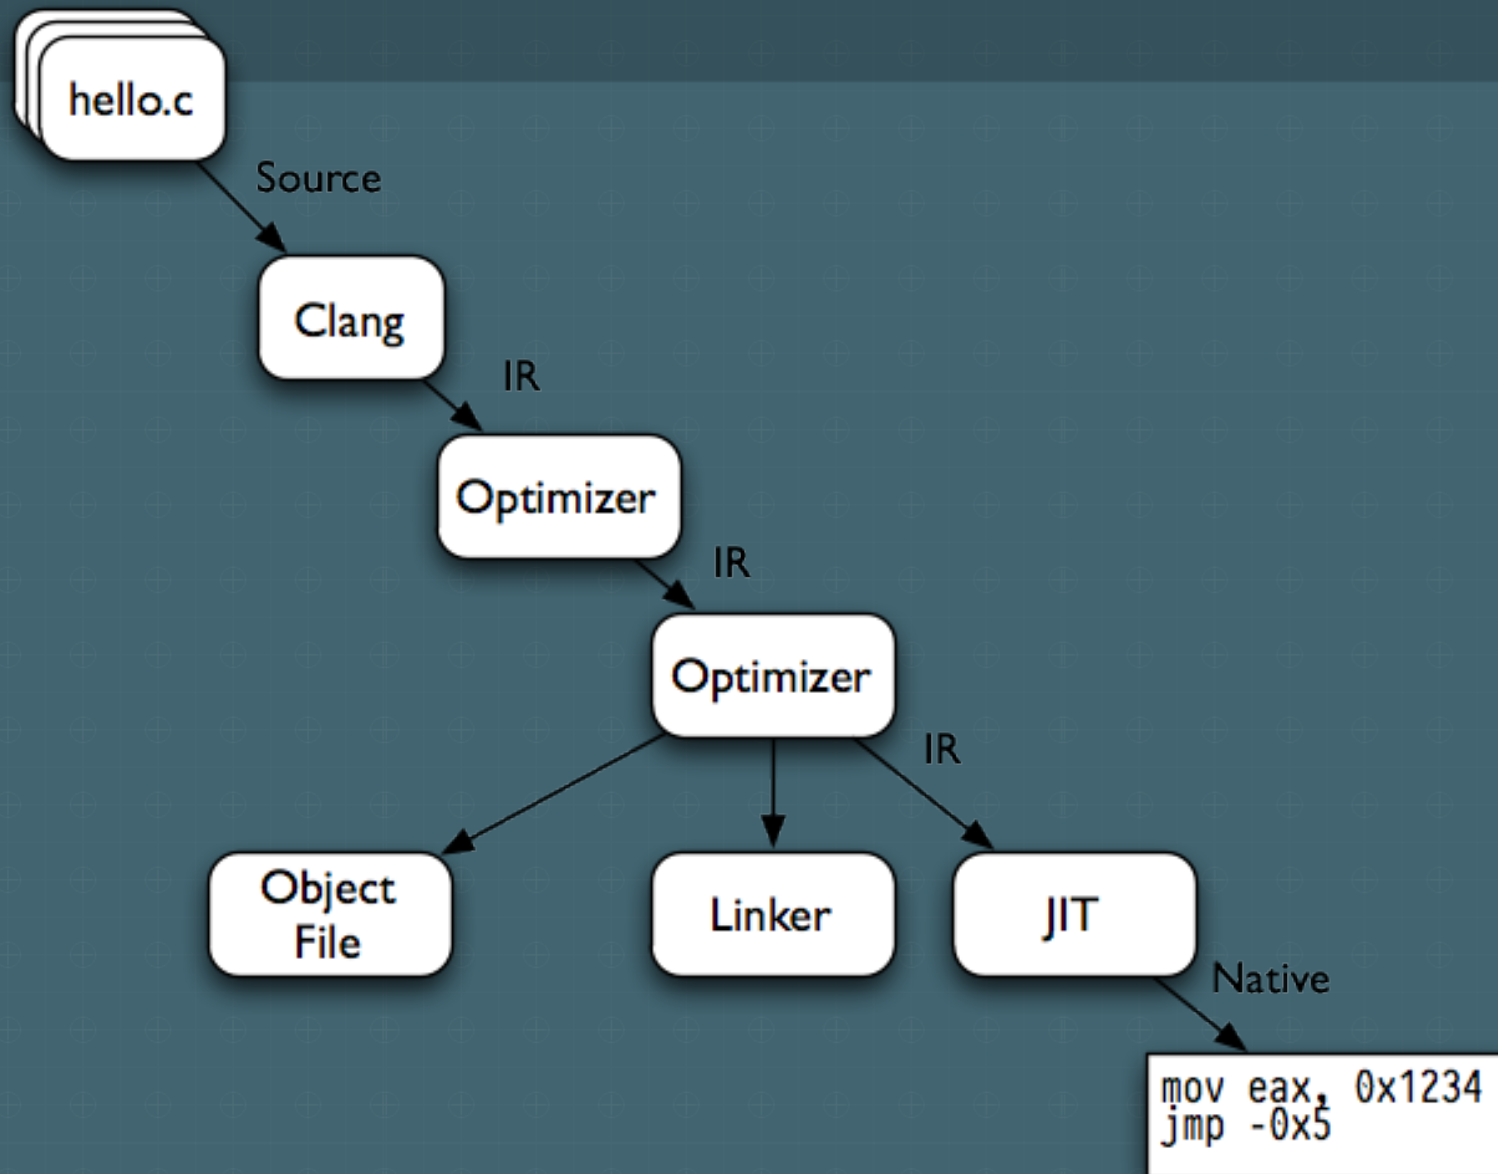 hello.c
Source
Clang
IR
Optimizer
IR
Optimizer
IR
Object
File
Linker
JIT
Native
mov eax, 0x1234
jmp -0x5